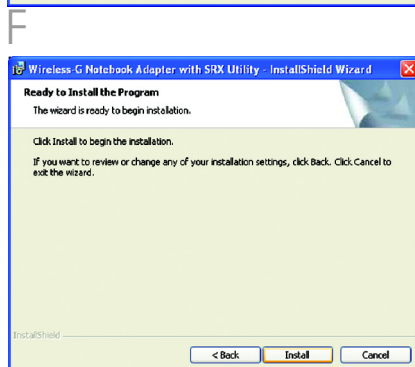 F
Wireless-G Notebook Adapter with SRX Utility - InstallShield Wizard
Ready to Install the Program
The wizard is ready to begin installation.
Click Install to begin the installation.
If you want to review or change any of your installation settings, click Back. Click Cancel to
exit the wizard.
InstallShield
< Back Install Cancel